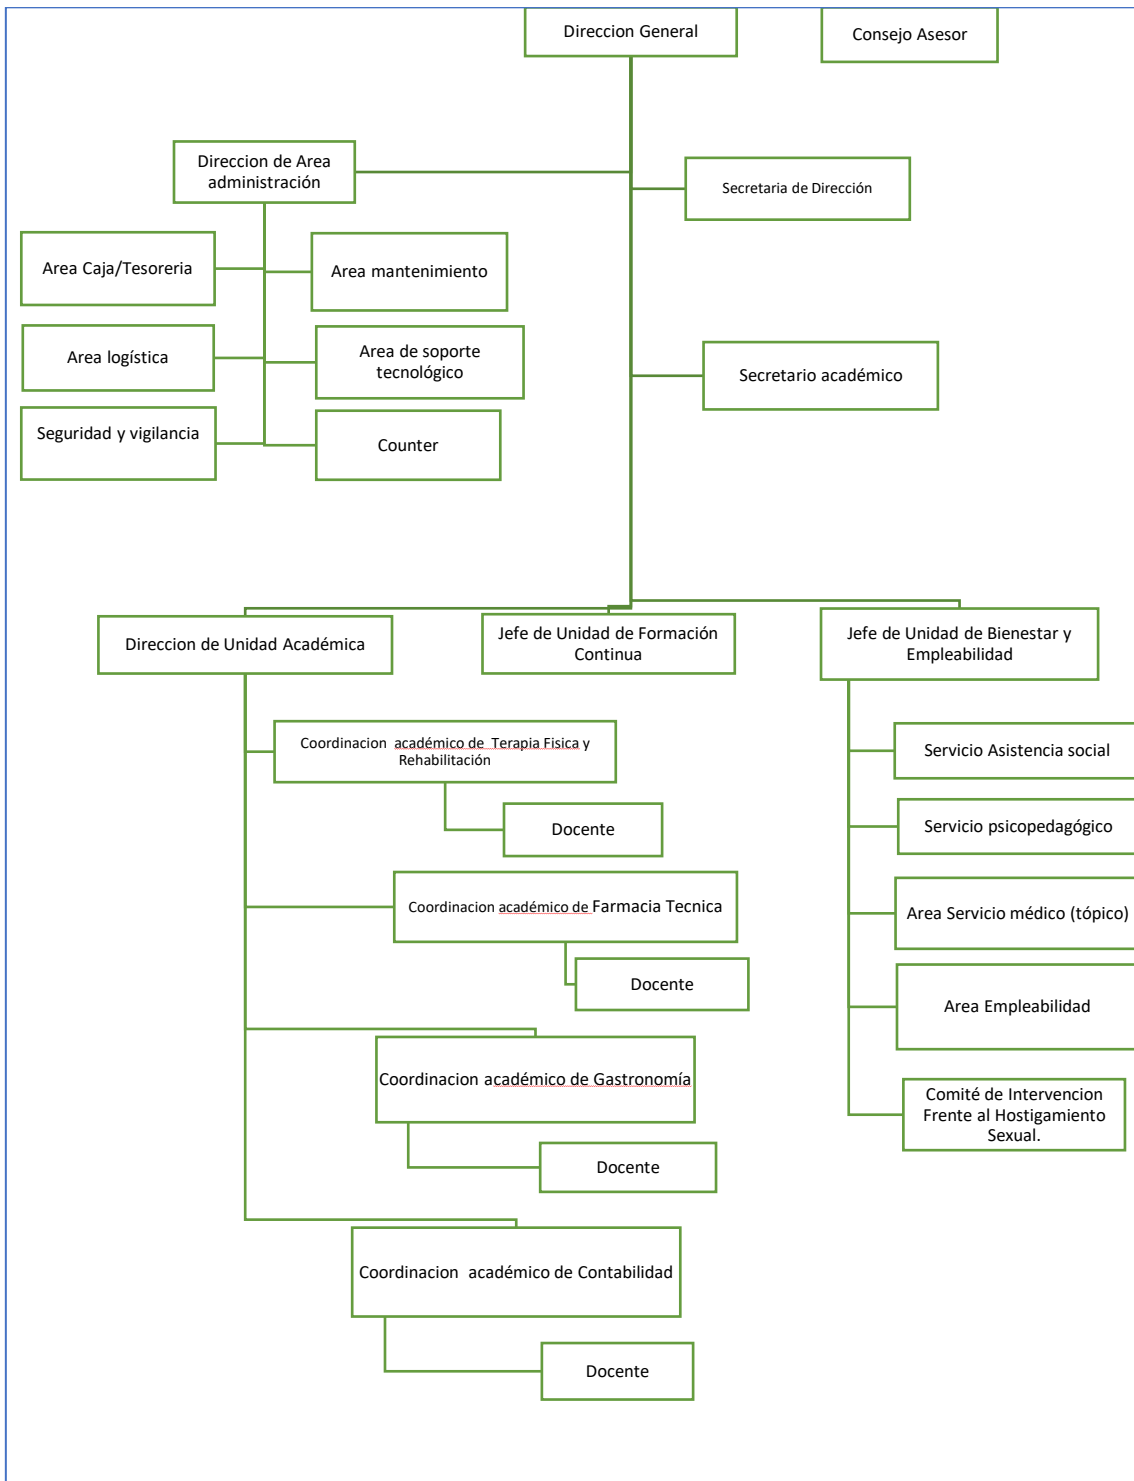 Direccion General
Consejo Asesor
Direccion de Area
administración
Secretaria de Dirección
Area Caja/Tesoreria
Area mantenimiento
Area logística
Area de soporte
tecnológico
Secretario académico
Seguridad y vigilancia
Counter
Direccion de Unidad Académica
Jefe de Unidad de Formación
Continua
Jefe de Unidad de Bienestar y
Empleabilidad
Coordinacion académico de Terapia Fisica y
Rehabilitación
Servicio Asistencia social
Docente
Servicio psicopedagógico
Coordinacion académico de Farmacia Tecnica
Area Servicio médico (tópico)
Docente
Area Empleabilidad
Coordinacion académico de Gastronomía
Comité de Intervencion
Frente al Hostigamiento
Sexual.
Docente
Coordinacion académico de Contabilidad
Docente